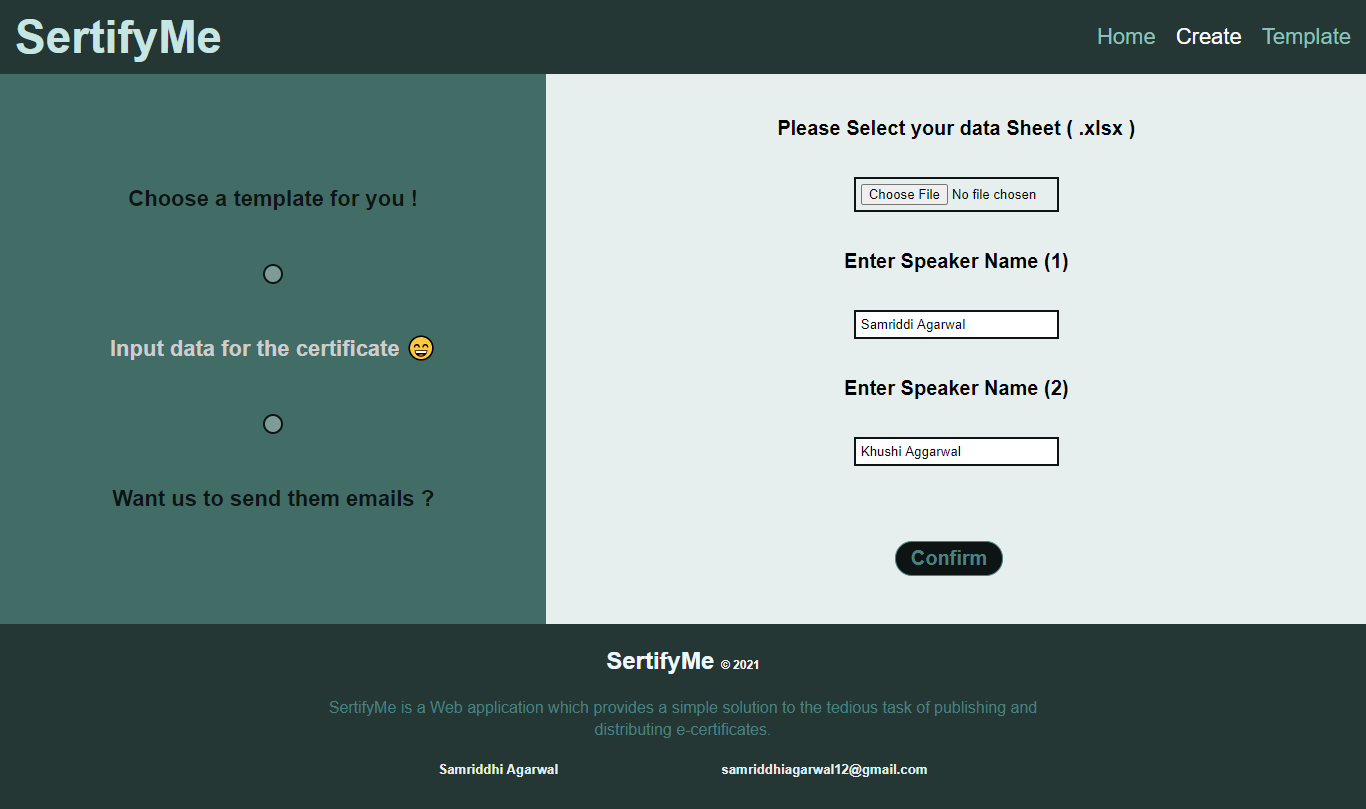 SertifyMe
Home Create Template
Choose a template for you !
Input data for the certificate 😄
Want us to send them emails ?
Please Select your data Sheet ( .xlsx )
Choose File No file chosen
Enter Speaker Name (1)
Samriddi Agarwal
Enter Speaker Name (2)
Khushi Aggarwal
Confirm
SertifyMe © 2021
SertifyMe is a Web application which provides a simple solution to the tedious task of publishing and
distributing e-certificates.
Samriddhi Agarwal samriddhiagarwal12@gmail.com